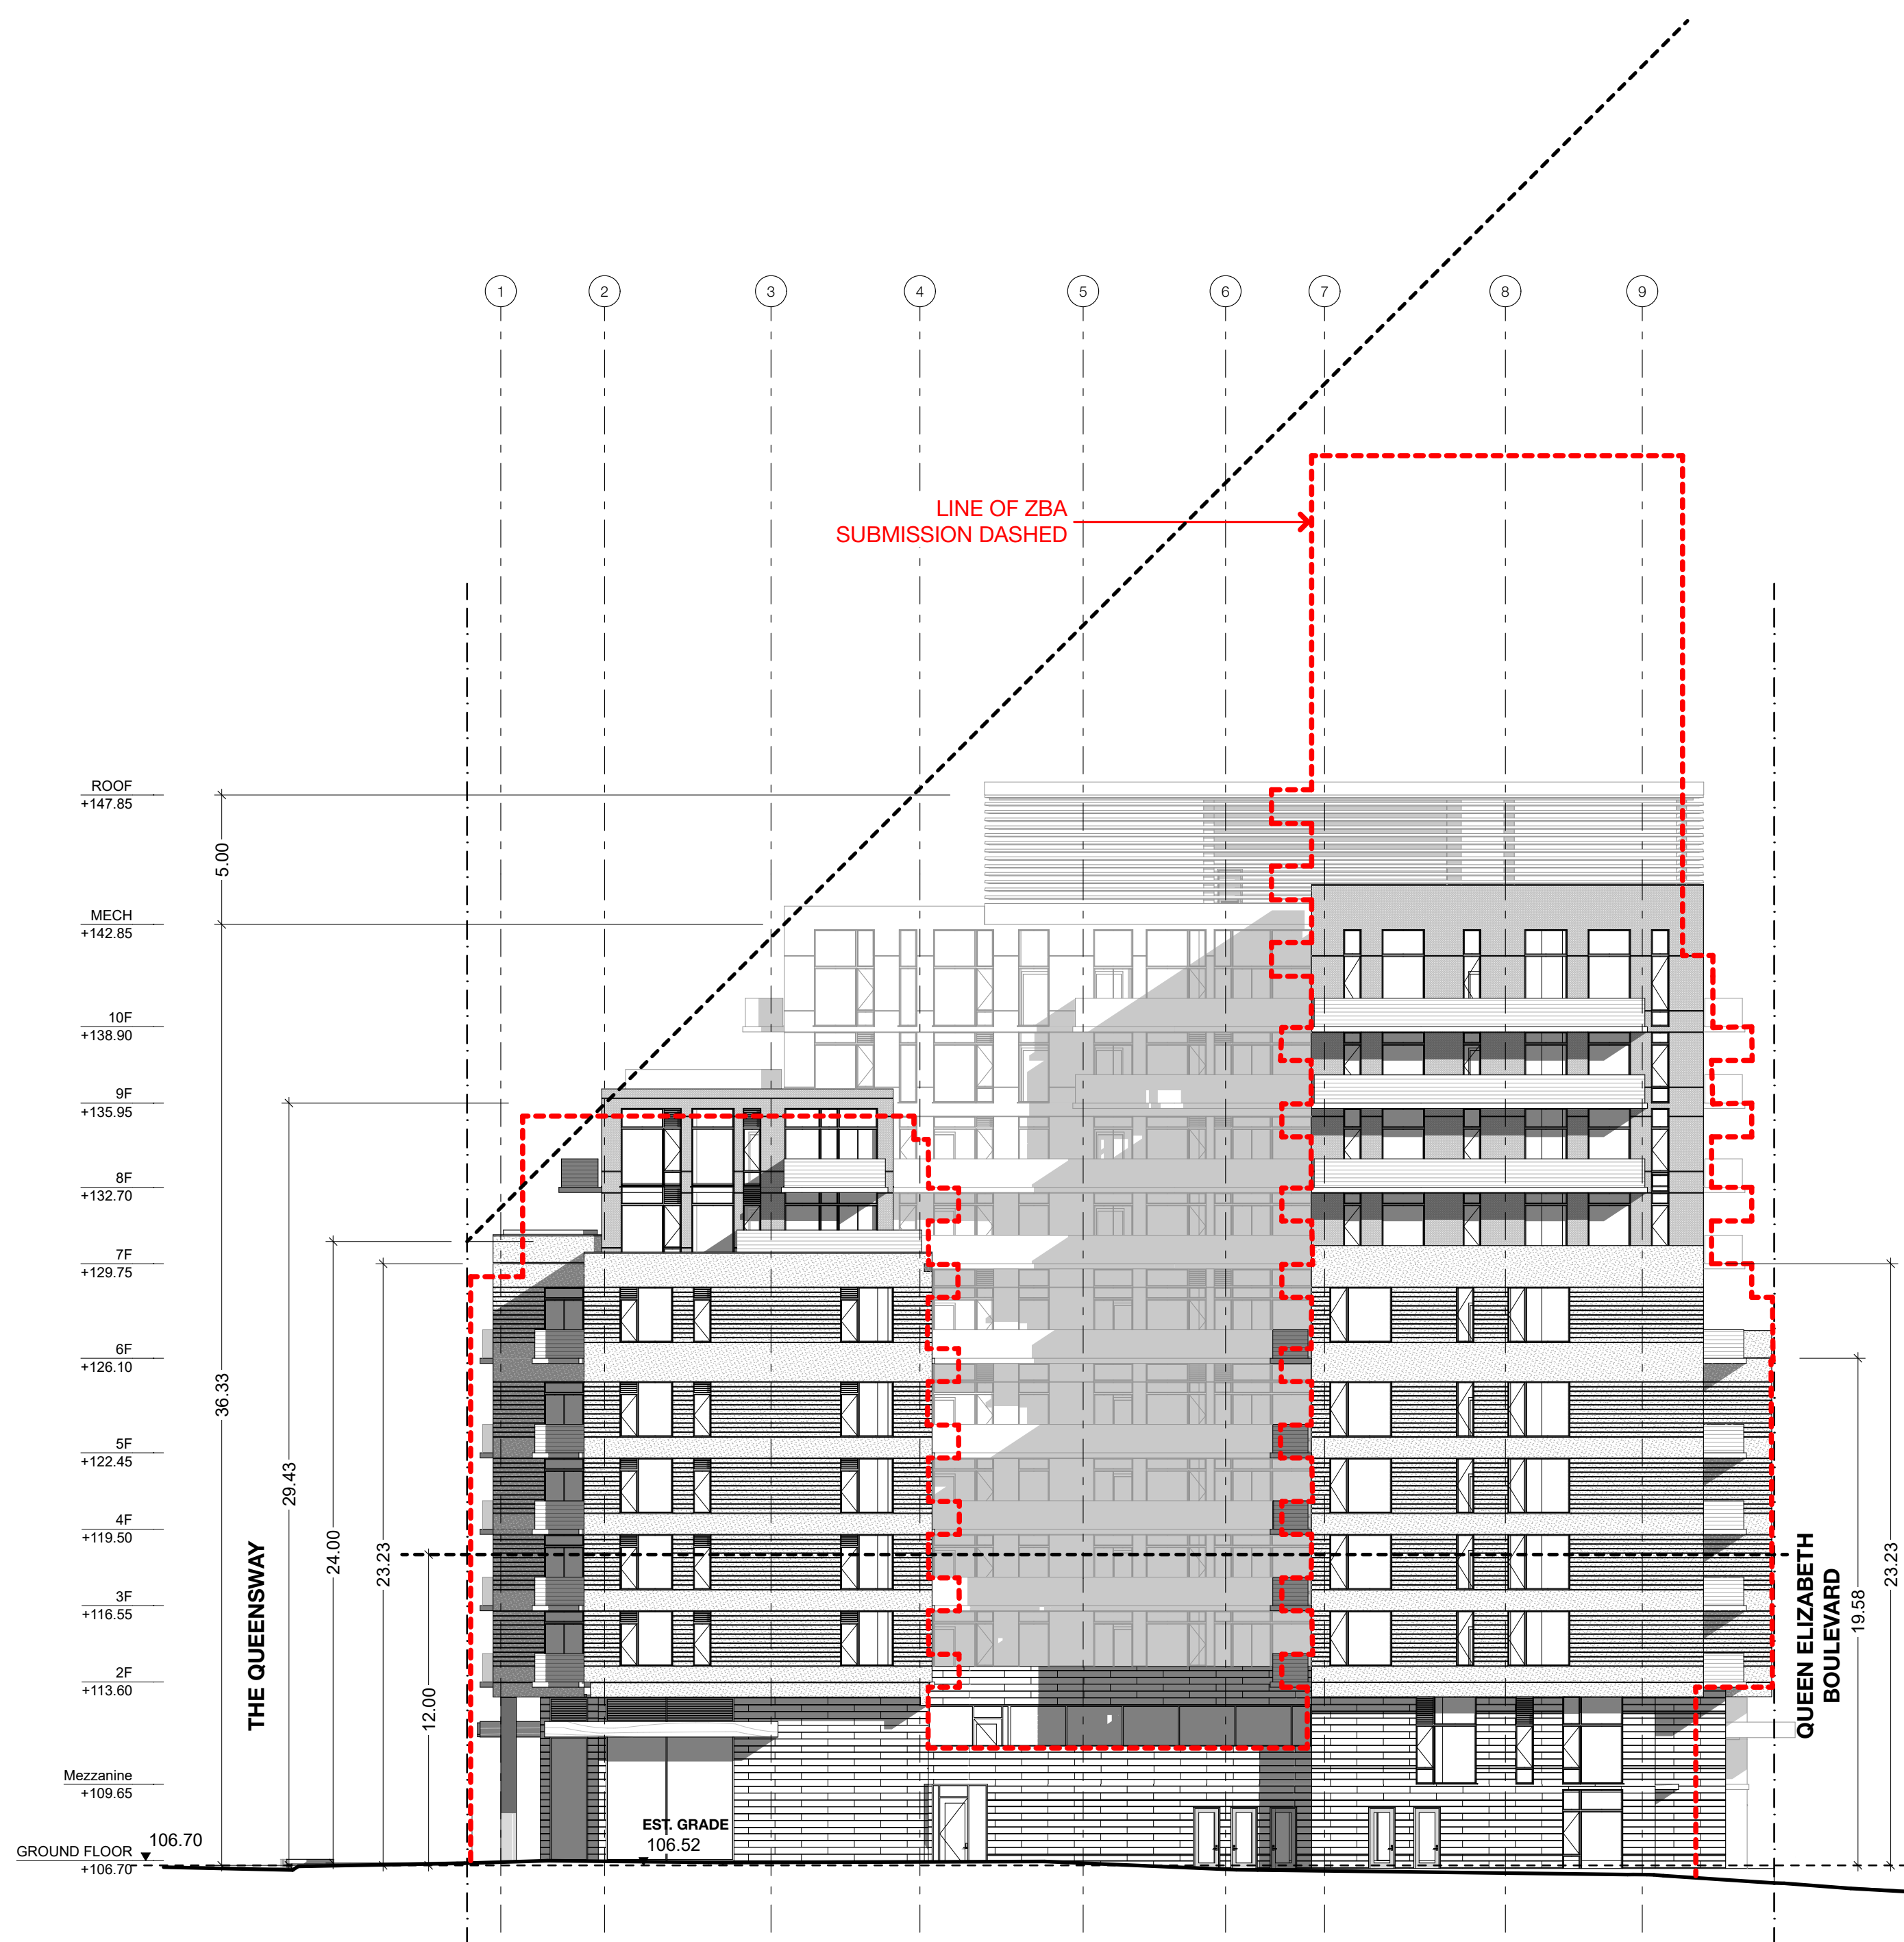 1
2
3
4
5
6
7
8
9
LINE OF ZBA
SUBMISSION DASHED
ROOF
+147.85
5.00
MECH
+142.85
10F
+138.90
9F
+135.95
8F
+132.70
7F
+129.75
6F
+126.10
5F
+122.45
4F
+119.50
3F
+116.55
2F
+113.60
Mezzanine
+109.65
GROUND FLOOR
+106.70
106.70
36.33
29.43
24.00
23.23
12.00
THE QUEENSWAY
EST. GRADE
106.52
QUEEN ELIZABETH
BOULEVARD
19.58
23.23